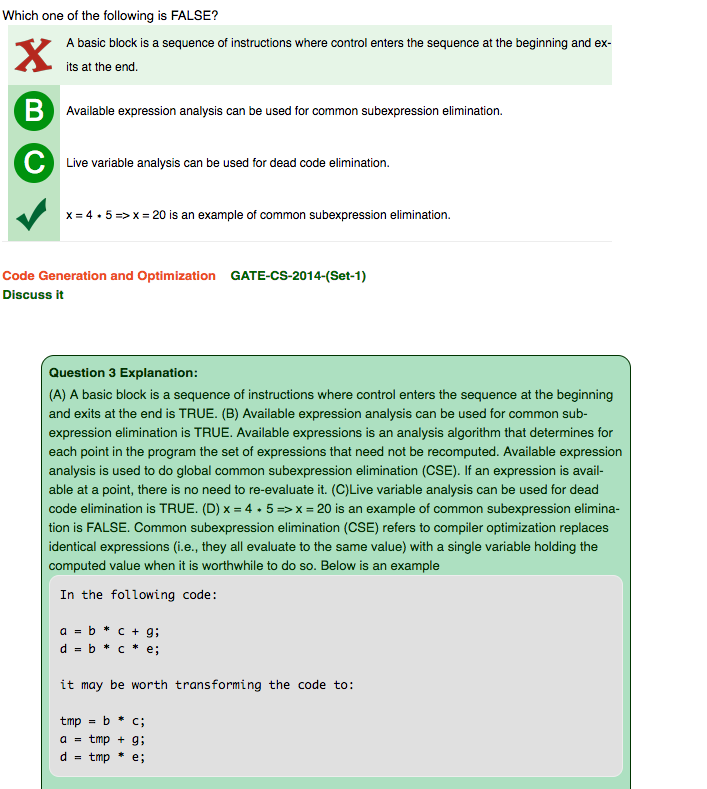 Which one of the following is FALSE?
X
A basic block is a sequence of instructions where control enters the sequence at the beginning and ex-
its at the end.
B
Available expression analysis can be used for common subexpression elimination.
C
Live variable analysis can be used for dead code elimination.
x = 4 * 5 => x = 20 is an example of common subexpression elimination.
Code Generation and Optimization GATE-CS-2014-(Set-1)
Discuss it
Question 3 Explanation:
(A) A basic block is a sequence of instructions where control enters the sequence at the beginning
and exits at the end is TRUE. (B) Available expression analysis can be used for common sub-
expression elimination is TRUE. Available expressions is an analysis algorithm that determines for
each point in the program the set of expressions that need not be recomputed. Available expression
analysis is used to do global common subexpression elimination (CSE). If an expression is avail-
able at a point, there is no need to re-evaluate it. (C)Live variable analysis can be used for dead
code elimination is TRUE. (D) x = 4 * 5 => x = 20 is an example of common subexpression elimina-
tion is FALSE. Common subexpression elimination (CSE) refers to compiler optimization replaces
identical expressions (i.e., they all evaluate to the same value) with a single variable holding the
computed value when it is worthwhile to do so. Below is an example
In the following code:
a = b * c + g;
d = b * c * e;
it may be worth transforming the code to:
tmp = b * c;
a = tmp + g;
d = tmp * e;